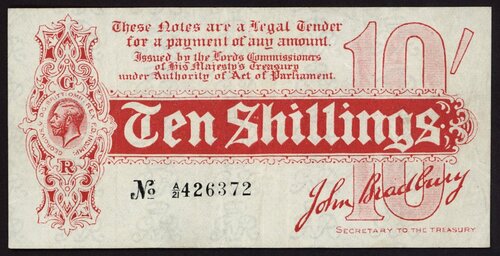 These Notes are a Legal Tender
for a payment of any amount.
Issued by the Lords Commissioners
of His Majesty's Treasury
under Authority of Act of Parliament.
10/-
G
R
Ten Shillings
No A/21 426372
John Bradbury
SECRETARY TO THE TREASURY